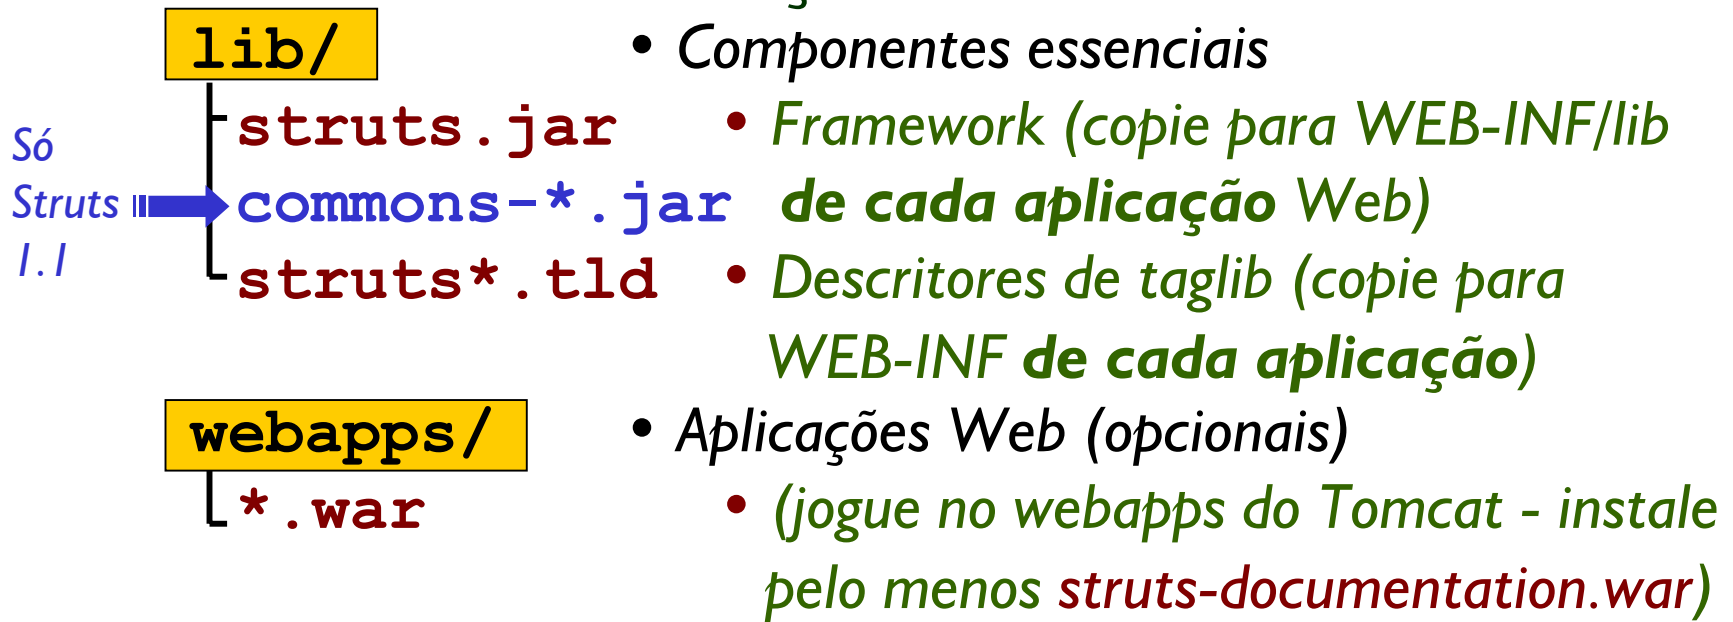 lib/
• Componentes essenciais
struts.jar
• Framework (copie para WEB-INF/lib
Só
Struts
1.1
commons-*.jar
de cada aplicação Web)
struts*.tld
• Descritores de taglib (copie para
WEB-INF de cada aplicação)
webapps/
• Aplicações Web (opcionais)
*.war
• (jogue no webapps do Tomcat - instale
pelo menos struts-documentation.war)